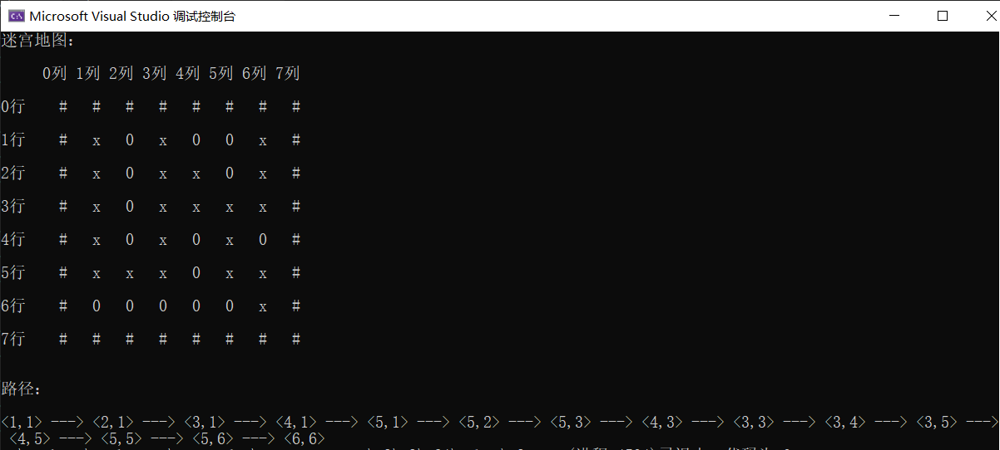 Microsoft Visual Studio 调试控制台
迷宫地图:
0列 1列 2列 3列 4列 5列 6列 7列
0行 # # # # # # # #
1行 # x 0 x 0 0 x #
2行 # x 0 x x 0 x #
3行 # x 0 x x x x #
4行 # x 0 x 0 x 0 #
5行 # x x x 0 x x #
6行 # 0 0 0 0 0 x #
7行 # # # # # # # #
路径:
<1,1> ---> <2,1> ---> <3,1> ---> <4,1> ---> <5,1> ---> <5,2> ---> <5,3> ---> <4,3> ---> <3,3> ---> <3,4> ---> <3,5> --->
<4,5> ---> <5,5> ---> <5,6> ---> <6,6>